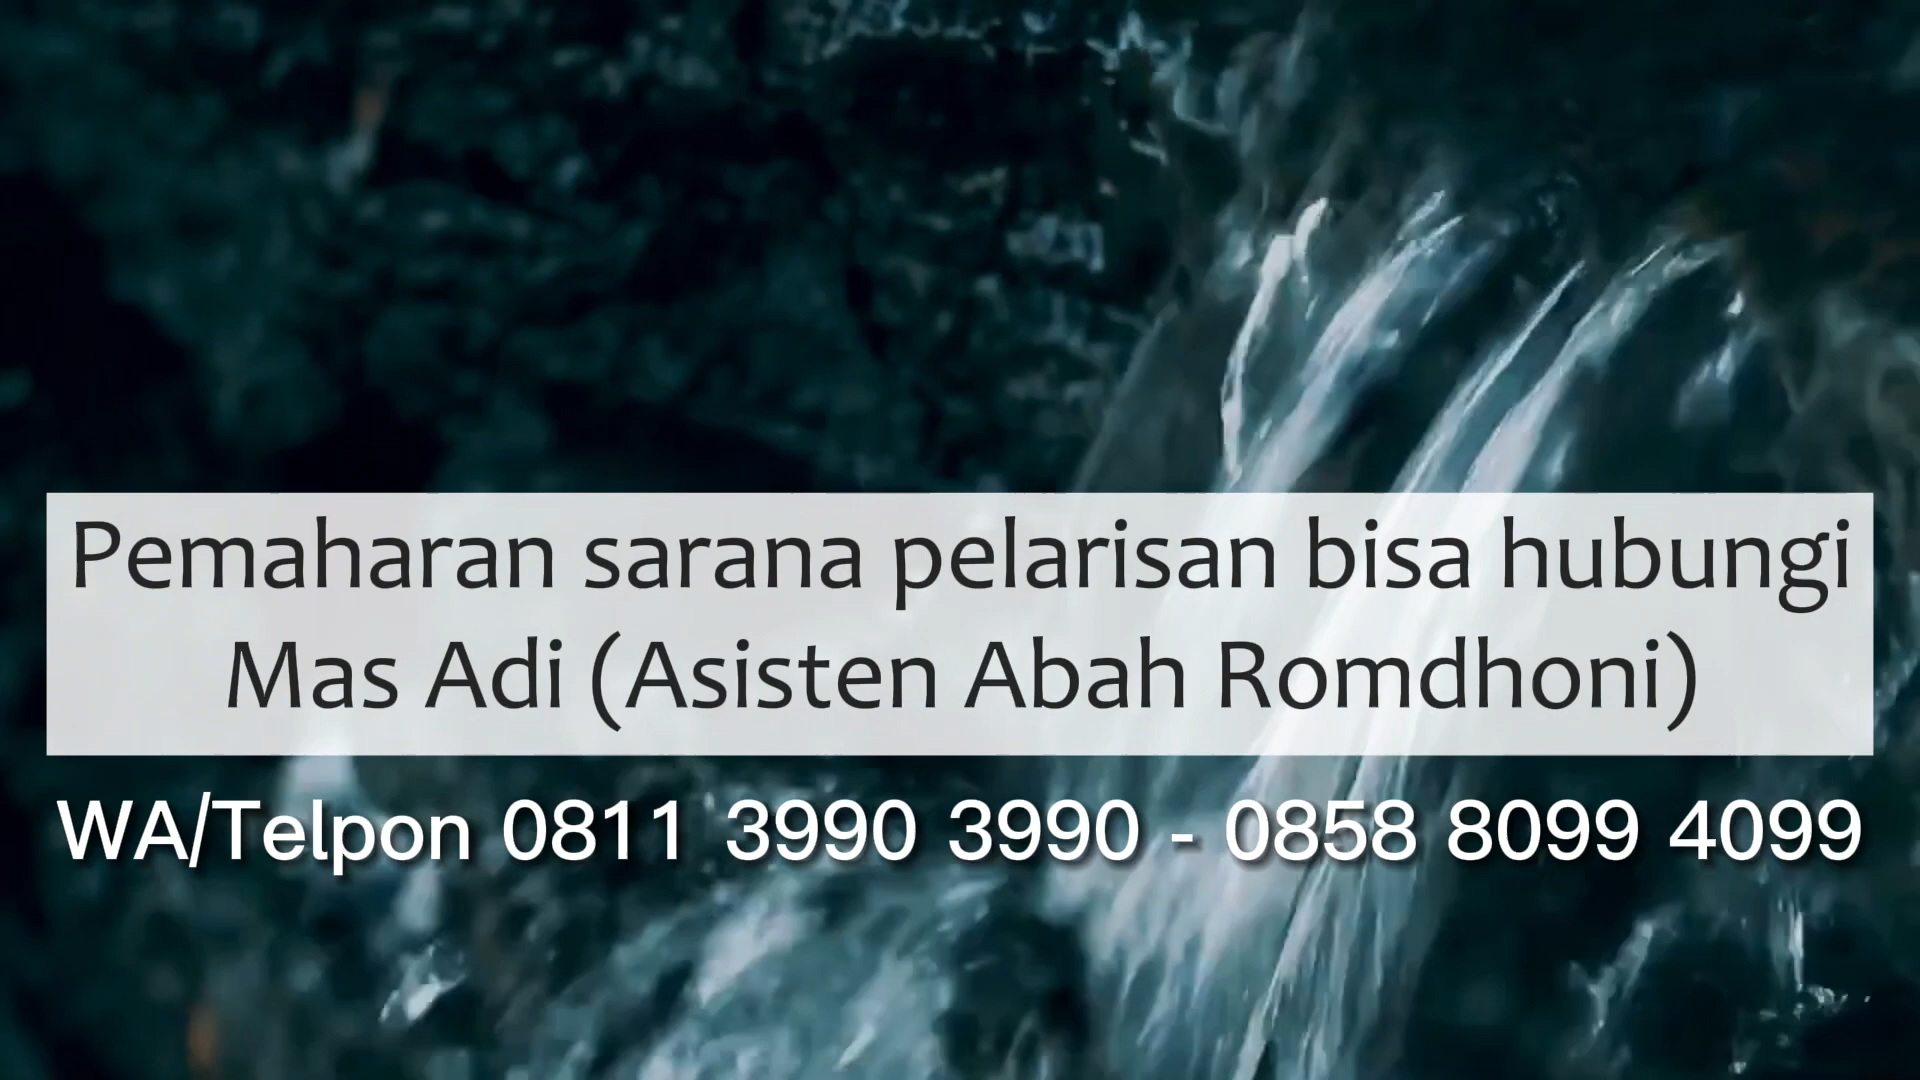 Pemaharan sarana pelarisan bisa hubungi
Mas Adi (Asisten Abah Romdhoni)
WA/Telpon 0811 3990 3990 - 0858 8099 4099